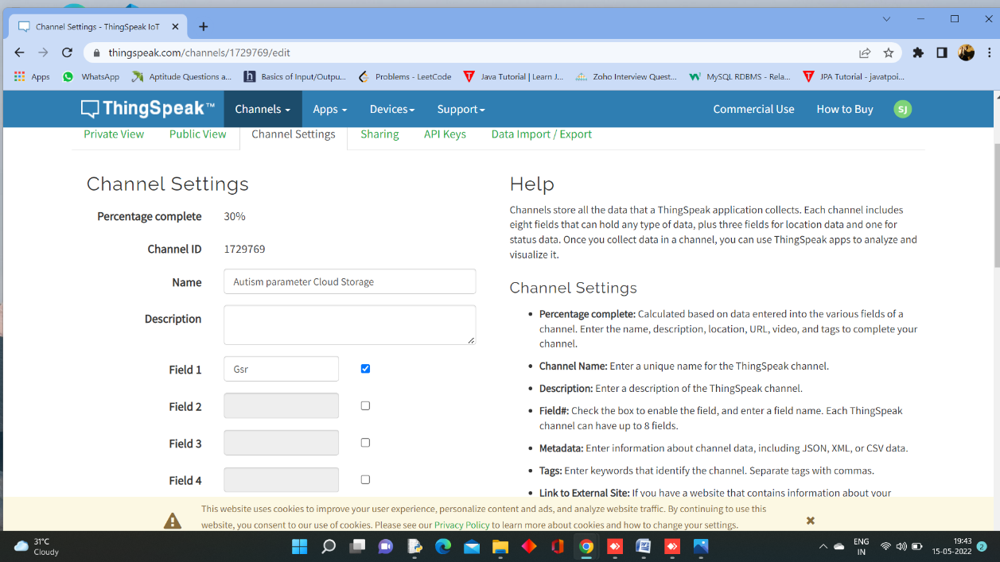 Channel Settings - ThingSpeak IoT
thingspeak.com/channels/1729769/edit
Apps WhatsApp Aptitude Questions a... Basics of Input/Outpu... Problems - LeetCode Java Tutorial | Learn J... Zoho Interview Quest... MySQL RDBMS - Rela... JPA Tutorial - javatpoi...
ThingSpeak™ Channels Apps Devices Support Commercial Use How to Buy SJ
Private View Public View Channel Settings Sharing API Keys Data Import / Export
Channel Settings
Percentage complete 30%
Channel ID 1729769
Name Autism parameter Cloud Storage
Description
Field 1 Gsr
Field 2
Field 3
Field 4
Help
Channels store all the data that a ThingSpeak application collects. Each channel includes
eight fields that can hold any type of data, plus three fields for location data and one for
status data. Once you collect data in a channel, you can use ThingSpeak apps to analyze and
visualize it.
Channel Settings
• Percentage complete: Calculated based on data entered into the various fields of a
channel. Enter the name, description, location, URL, video, and tags to complete your
channel.
• Channel Name: Enter a unique name for the ThingSpeak channel.
• Description: Enter a description of the ThingSpeak channel.
• Field#: Check the box to enable the field, and enter a field name. Each ThingSpeak
channel can have up to 8 fields.
• Metadata: Enter information about channel data, including JSON, XML, or CSV data.
• Tags: Enter keywords that identify the channel. Separate tags with commas.
• Link to External Site: If you have a website that contains information about your
This website uses cookies to improve your user experience, personalize content and ads, and analyze website traffic. By continuing to use this
website, you consent to our use of cookies. Please see our Privacy Policy to learn more about cookies and how to change your settings.
31°C
Cloudy
ENG
IN
19:43
15-05-2022
2